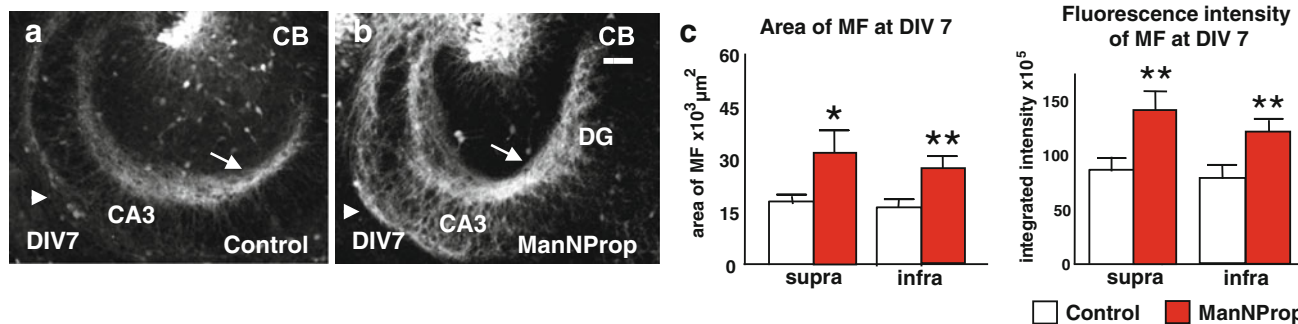 a
CB
CA3
DIV7
Control
b
CB
DG
CA3
DIV7
ManNProp
c
Area of MF at DIV 7
area of MF x10³µm²
60
45
30
15
0
*
**
supra
infra
Fluorescence intensity
of MF at DIV 7
integrated intensity x10⁵
150
100
50
0
**
**
supra
infra
Control
ManNProp